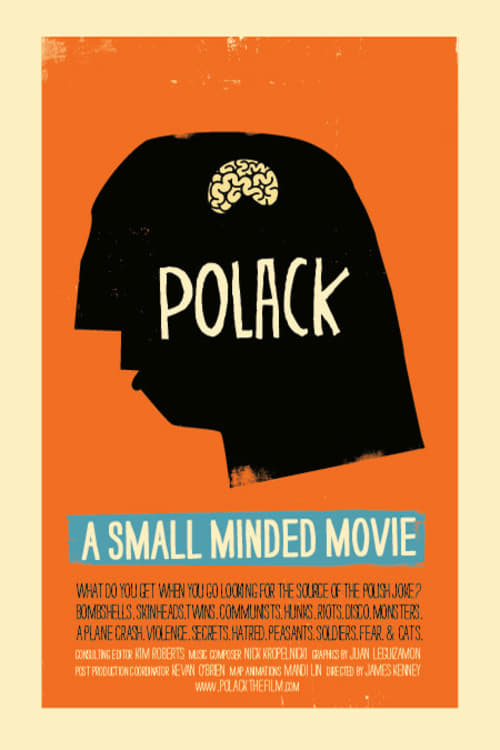 POLACK
A SMALL MINDED MOVIE
WHAT DO YOU GET WHEN YOU GO LOOKING FOR THE SOURCE OF THE POLISH JOKE?
BOMBSHELLS. SKINHEADS. TWINS. COMMUNISTS. HUNKS. RIOTS. DISCO. MONSTERS.
A PLANE CRASH. VIOLENCE. SECRETS. HATRED. PEASANTS. SOLDIERS. FEAR. & CATS.
CONSULTING EDITOR KIM ROBERTS MUSIC COMPOSER NICK KROPELNICKI GRAPHICS BY JUAN LEGUIZAMON
POST PRODUCTION COORDINATOR KEVAN O'BRIEN MAP ANIMATIONS MANDI LIN DIRECTED BY JAMES KENNEY
WWW.POLACKTHEFILM.COM